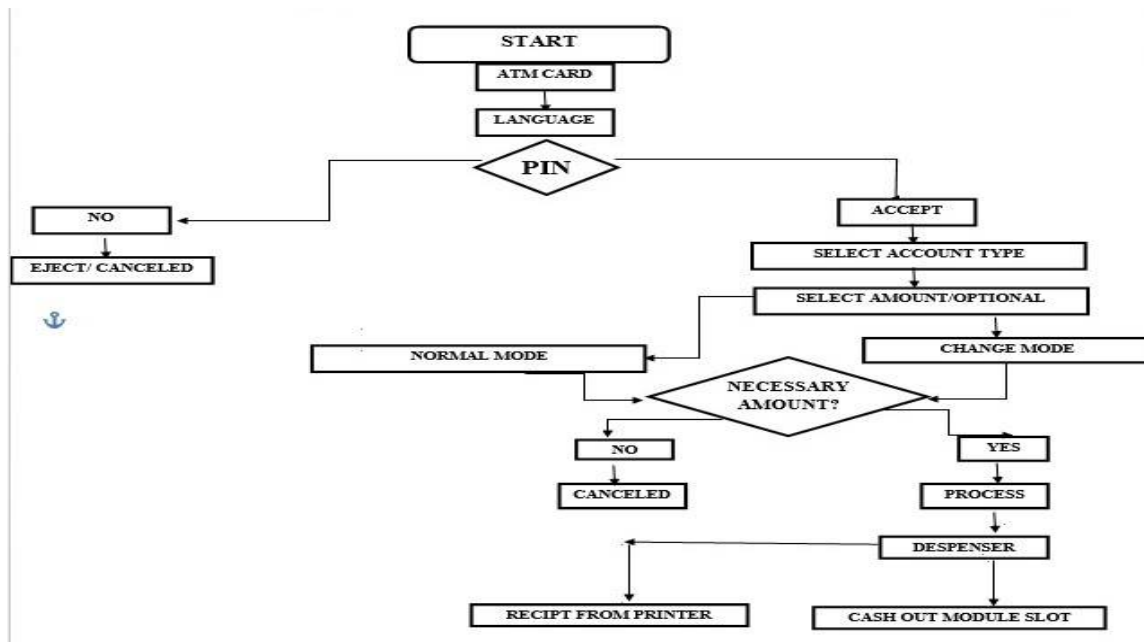 START
ATM CARD
LANGUAGE
PIN
NO
ACCEPT
EJECT/ CANCELED
SELECT ACCOUNT TYPE
SELECT AMOUNT/OPTIONAL
NORMAL MODE
CHANGE MODE
NECESSARY
AMOUNT?
NO
YES
CANCELED
PROCESS
DESPENSER
RECIPT FROM PRINTER
CASH OUT MODULE SLOT